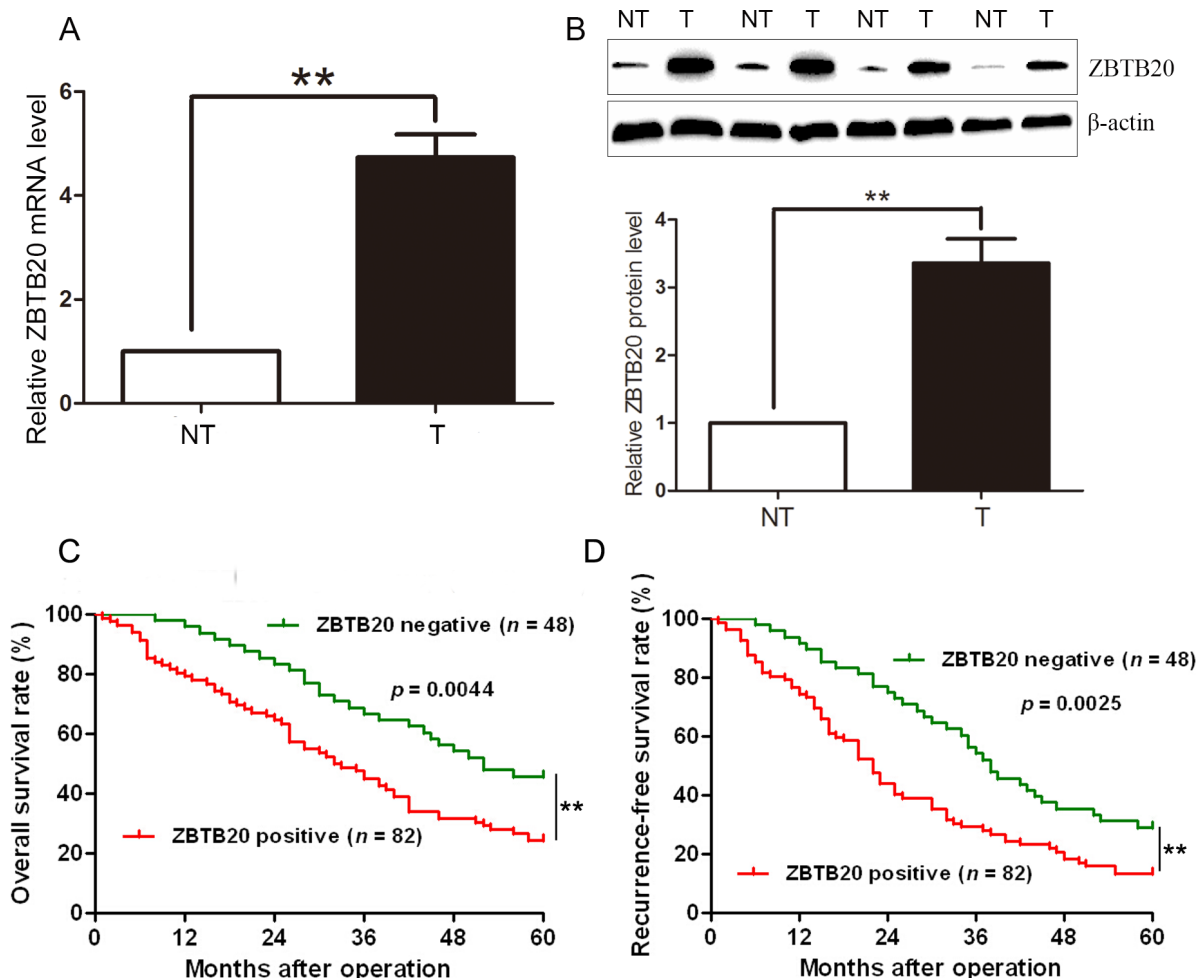 A
Relative ZBTB20 mRNA level
6
4
2
0
**
NT
T
B
NT T NT T NT T NT T
ZBTB20
β-actin
Relative ZBTB20 protein level
4
3
2
1
0
**
NT
T
C
Overall survival rate (%)
100
80
60
40
20
0
ZBTB20 negative (n = 48)
p = 0.0044
**
ZBTB20 positive (n = 82)
0 12 24 36 48 60
Months after operation
D
Recurrence-free survival rate (%)
100
80
60
40
20
0
ZBTB20 negative (n = 48)
p = 0.0025
**
ZBTB20 positive (n = 82)
0 12 24 36 48 60
Months after operation